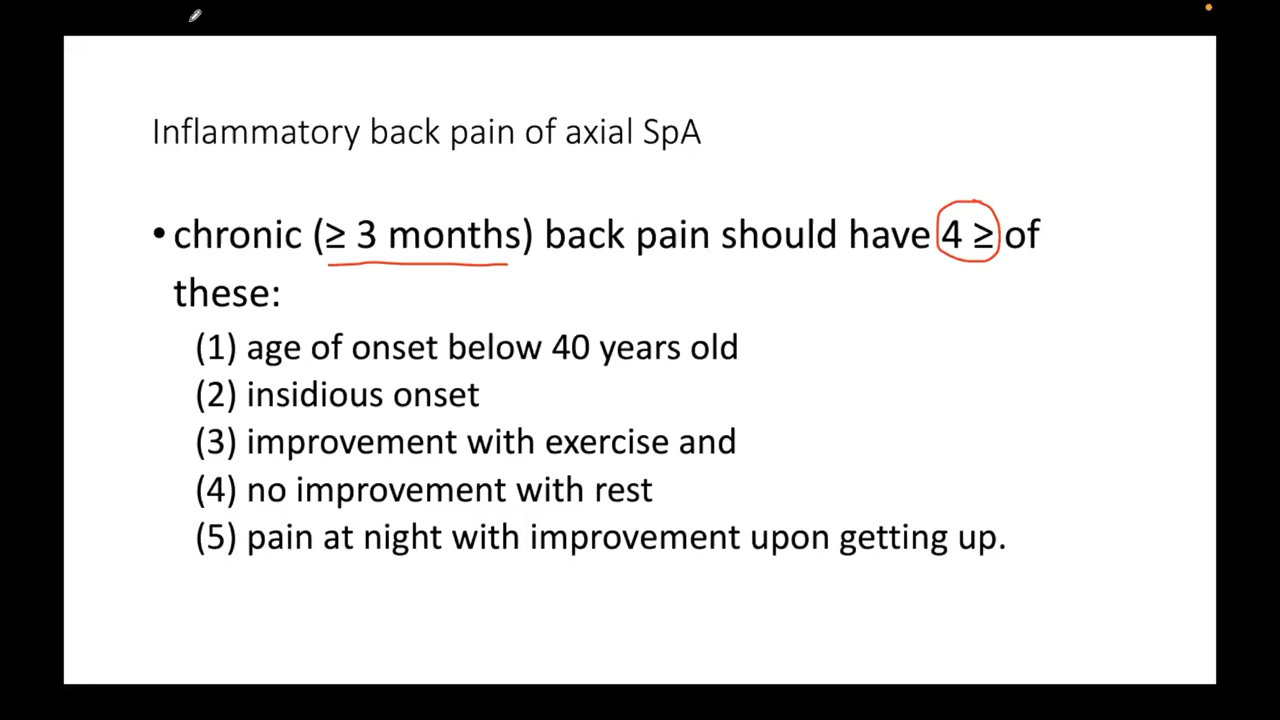 Inflammatory back pain of axial SpA
• chronic (≥ 3 months) back pain should have 4 ≥ of
these:
(1) age of onset below 40 years old
(2) insidious onset
(3) improvement with exercise and
(4) no improvement with rest
(5) pain at night with improvement upon getting up.